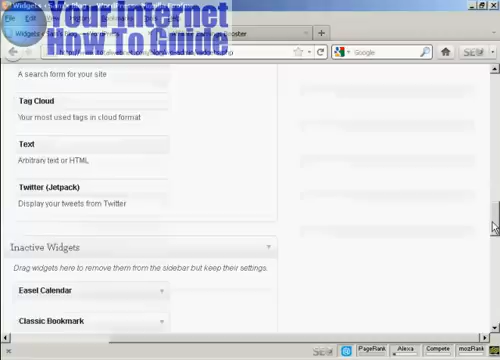 Your Internet
How To Guide
Google
SEO
A search form for your site
Tag Cloud
Your most used tags in cloud format
Text
Arbitrary text or HTML
Twitter (Jetpack)
Display your tweets from Twitter
Inactive Widgets
Drag widgets here to remove them from the sidebar but keep their settings.
Easel Calendar
Classic Bookmark
SEO PageRank Alexa Compete mozRank